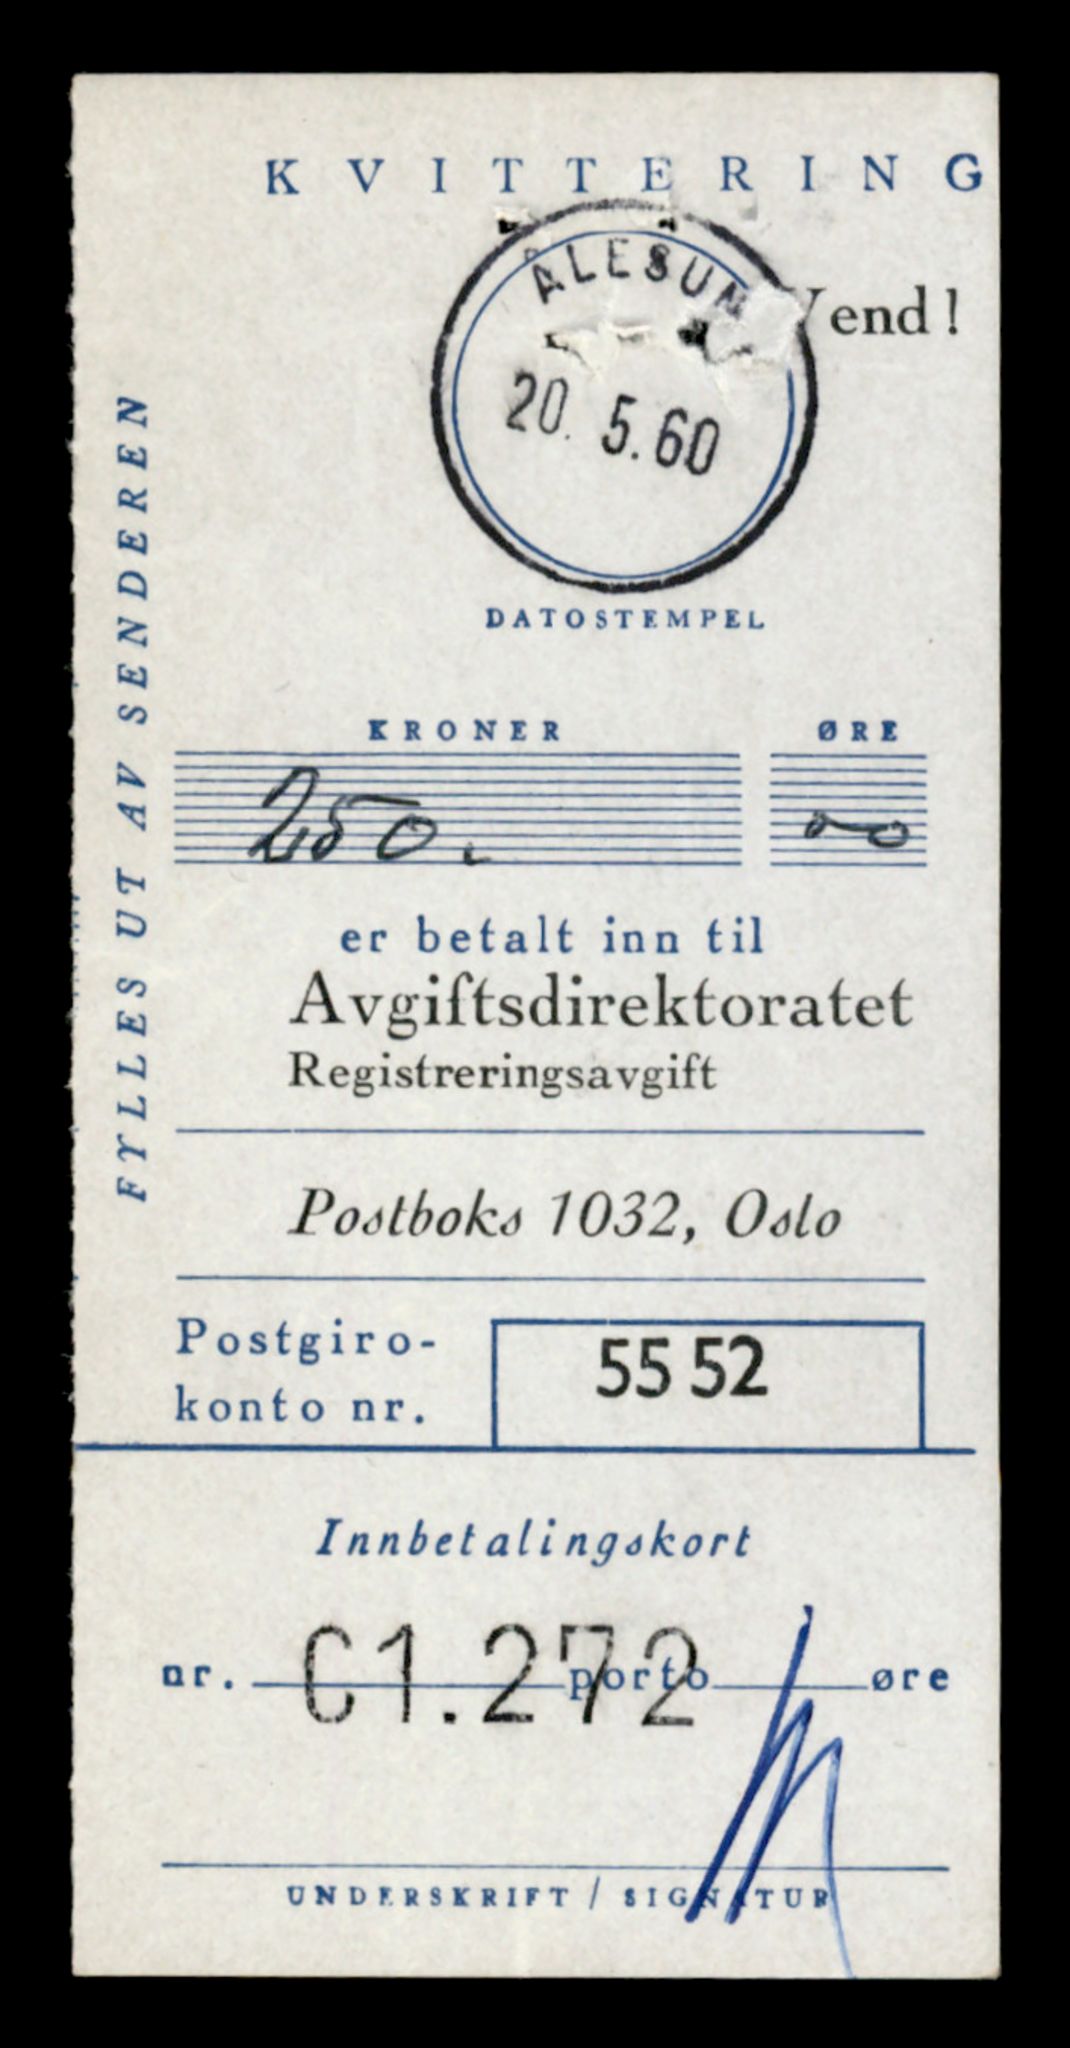 KVITTERING
ÅLESUN
Vend!
20. 5.60
DATOSTEMPEL
FYLLES UT AV SENDEREN
KRONER ØRE
250. 00
er betalt inn til
Avgiftsdirektoratet
Registreringsavgift
Postboks 1032, Oslo
Postgiro-
konto nr. 55 52
Innbetalingskort
nr. C1.272 porto øre
UNDERSKRIFT / SIGNATUR